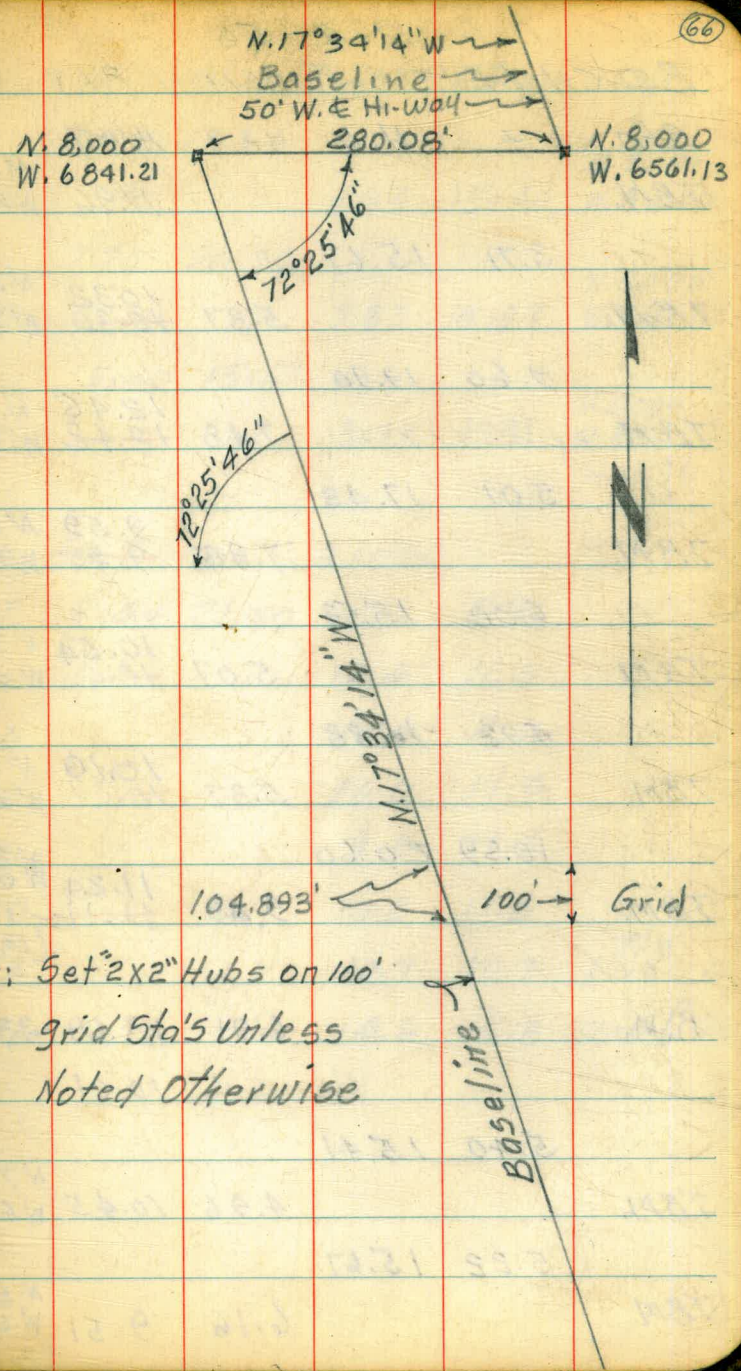 66
N.17°34'14"W
Baseline
50' W. ℄ Hi-Way
N. 8,000 280.08' N. 8,000
W. 6841.21 W. 6561.13
72°25'46"
72°25'46"
N
N.17°34'14"W
104.893' 100' Grid
: Set 2"x2" Hubs on 100'
grid Sta's Unless
Noted Otherwise
Baseline